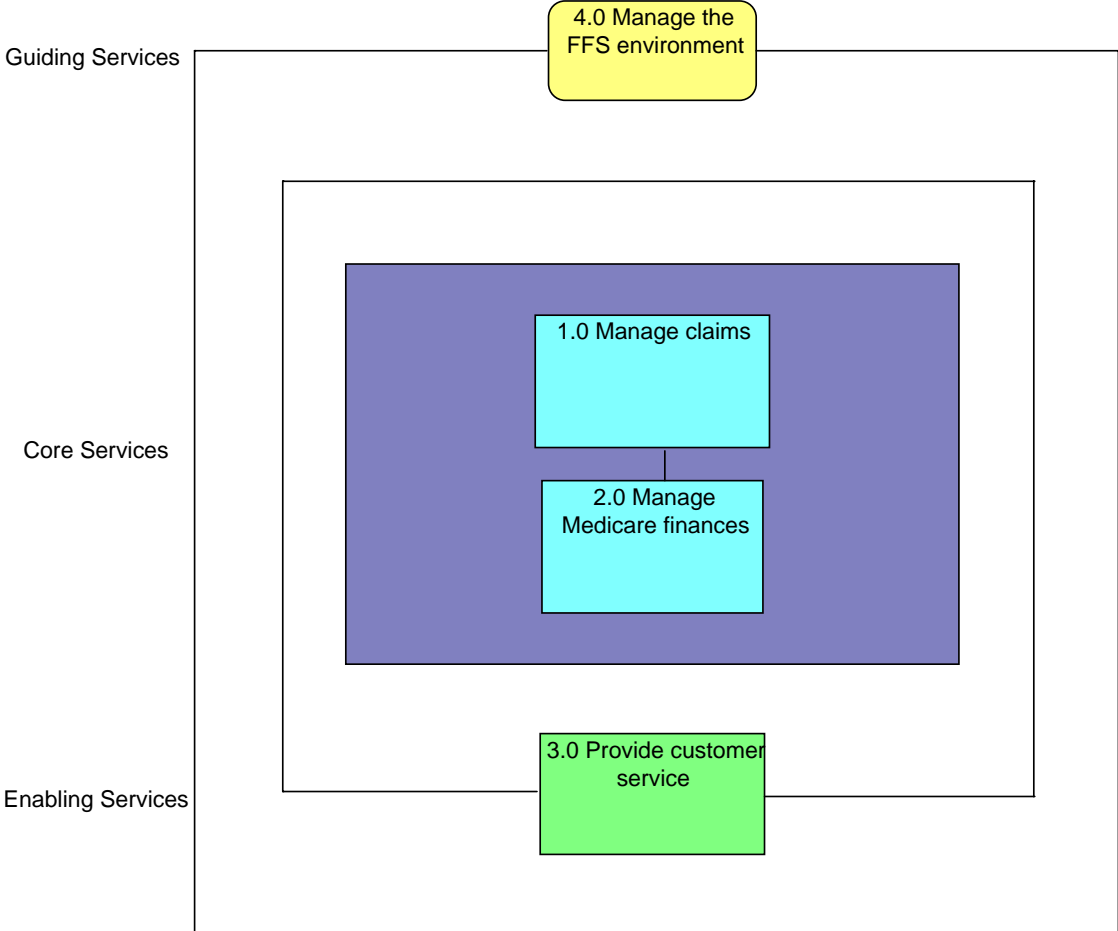 4.0 Manage the
FFS environment
Guiding Services
1.0 Manage claims
Core Services
2.0 Manage
Medicare finances
3.0 Provide customer
service
Enabling Services